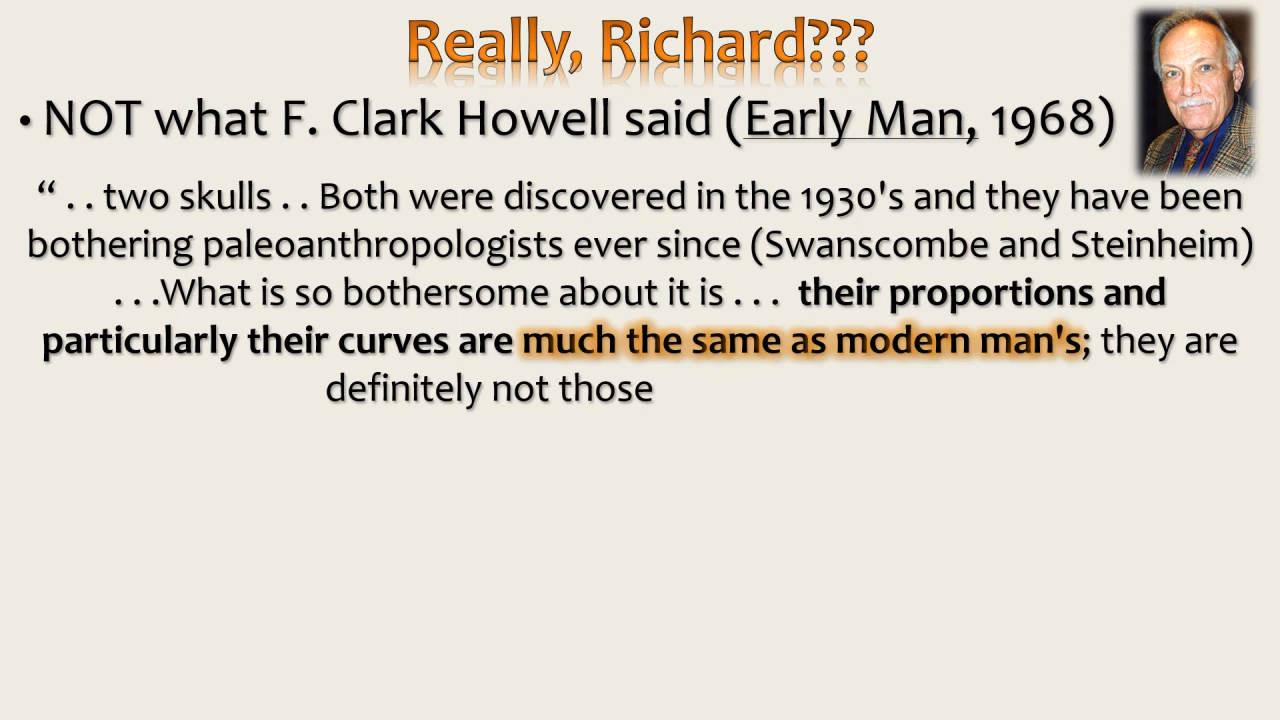 Really, Richard???
• NOT what F. Clark Howell said (Early Man, 1968)
“ . . two skulls . . Both were discovered in the 1930's and they have been
bothering paleoanthropologists ever since (Swanscombe and Steinheim)
. . .What is so bothersome about it is . . . their proportions and
particularly their curves are much the same as modern man's; they are
definitely not those